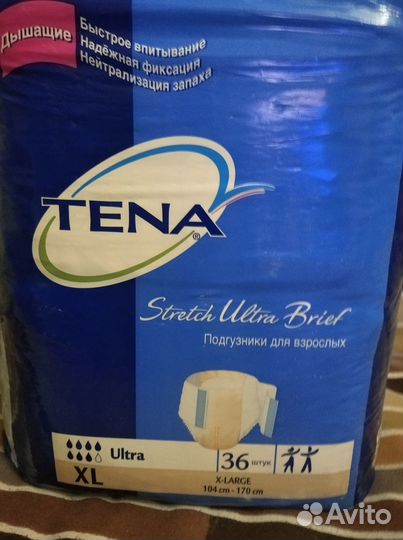 Дышащие
Быстрое впитывание
Надёжная фиксация
Нейтрализация запаха
TENA
®
Stretch Ultra Brief
Подгузники для взрослых
Ultra
XL
36 штук
X-LARGE
104 cm - 170 cm
Avito